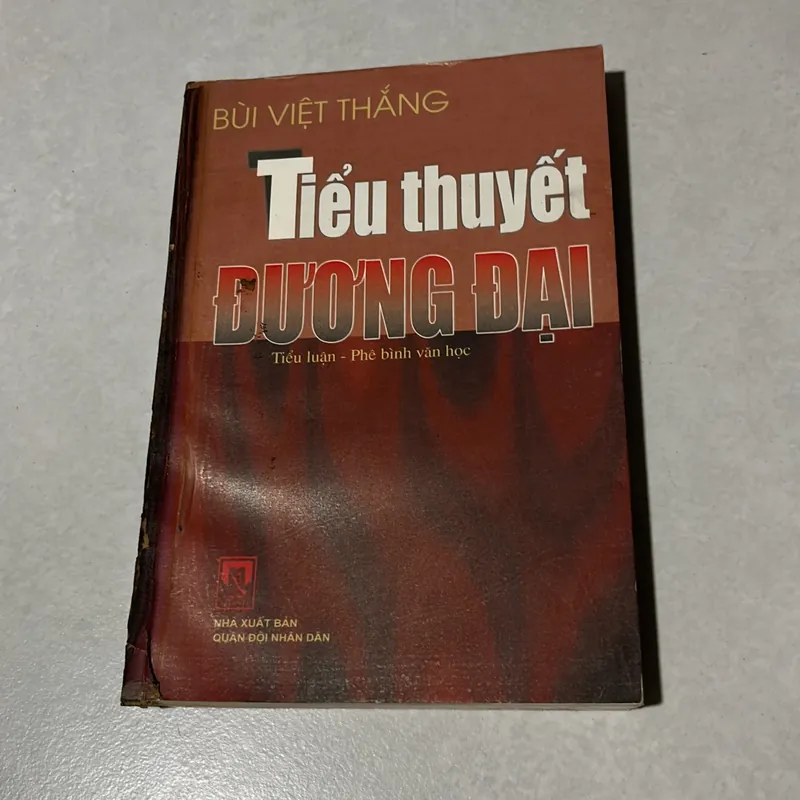 BÙI VIỆT THẮNG
Tiểu thuyết
ĐƯƠNG ĐẠI
Tiểu luận - Phê bình văn học
NHÀ XUẤT BẢN
QUÂN ĐỘI NHÂN DÂN